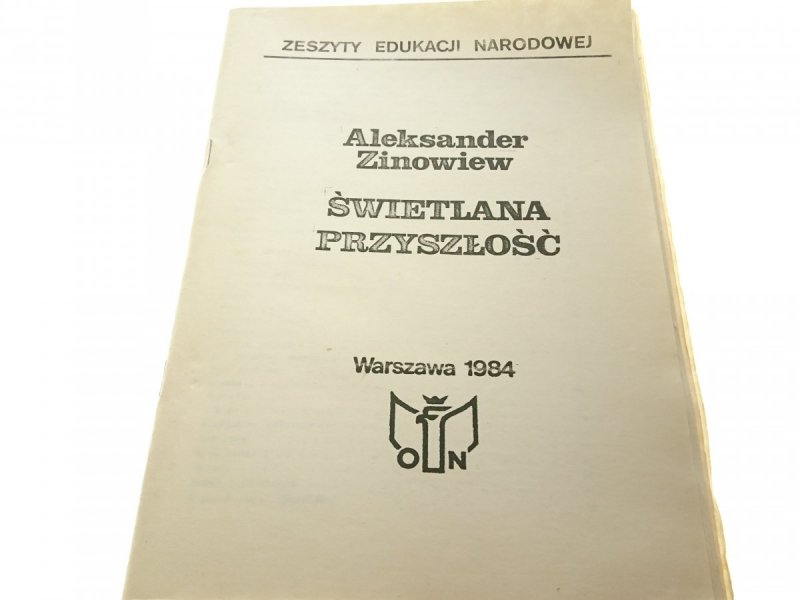 ZESZYTY EDUKACJI NARODOWEJ
Aleksander
Zinowiew
ŚWIETLANA
PRZYSZŁOŚĆ
Warszawa 1984
O N